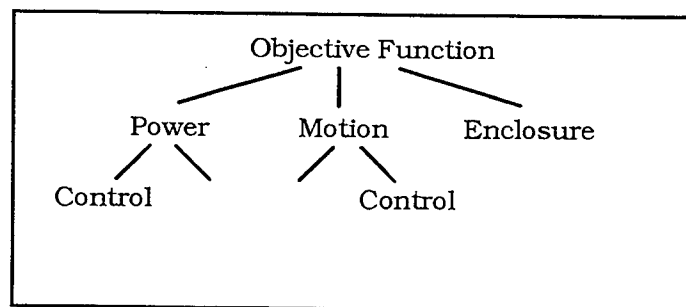 Objective Function
Power Motion Enclosure
Control Control